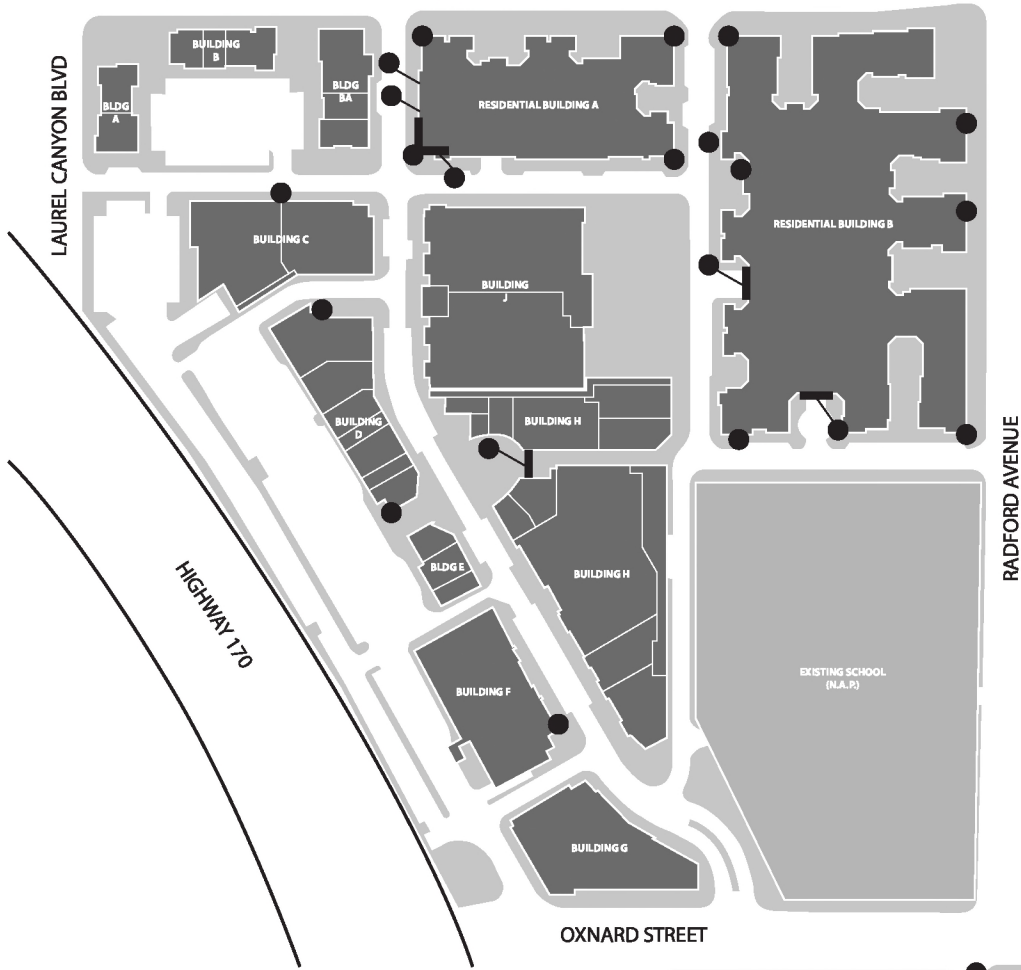 LAUREL CANYON BLVD
BUILDING
B
BLDG
A
BLDG
BA
RESIDENTIAL BUILDING A
BUILDING C
BUILDING
J
RESIDENTIAL BUILDING B
BUILDING
D
BUILDING H
BLDG E
BUILDING H
HIGHWAY 170
BUILDING F
EXISTING SCHOOL
(N.A.P.)
RADFORD AVENUE
BUILDING G
OXNARD STREET